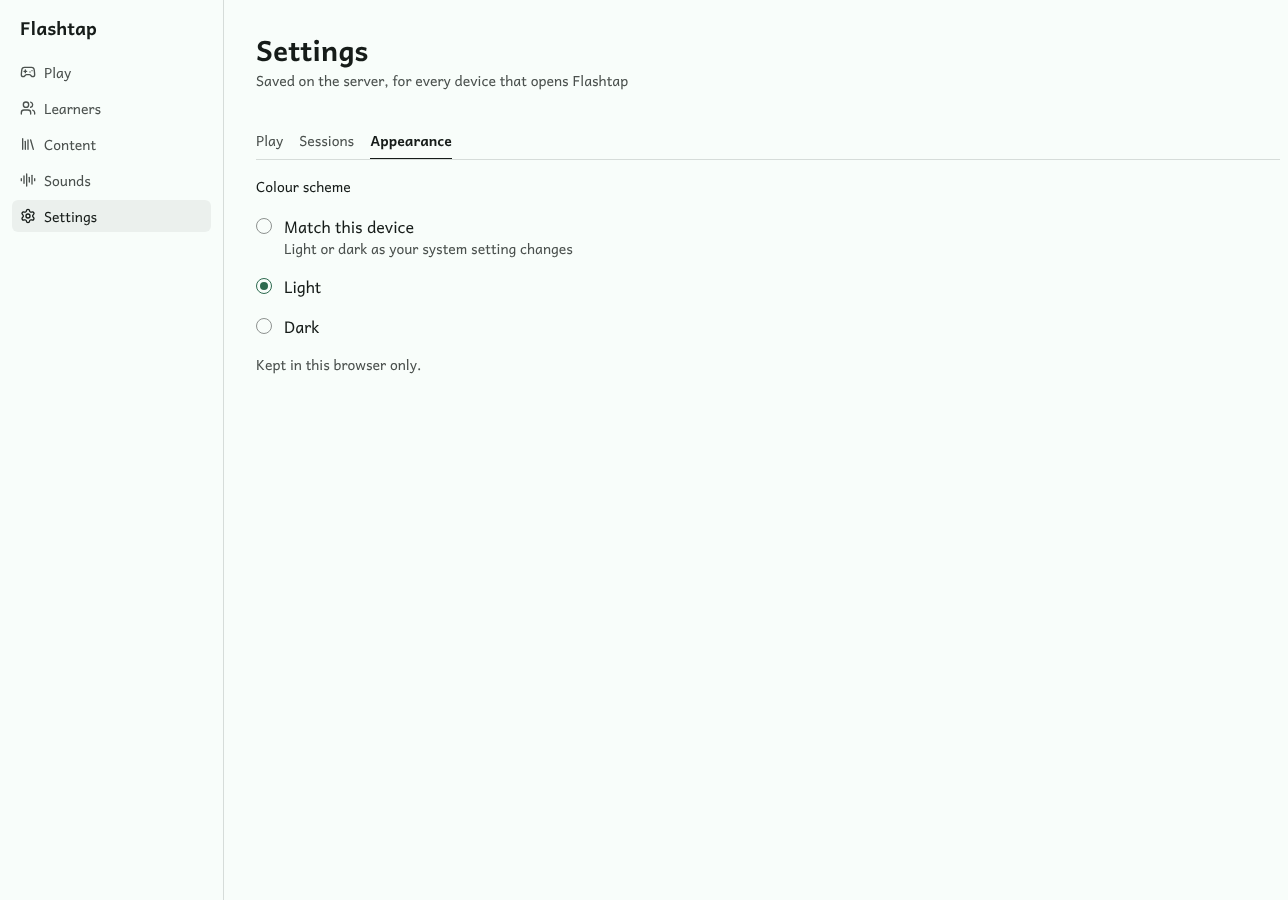 Flashtap
Play
Learners
Content
Sounds
Settings
Settings
Saved on the server, for every device that opens Flashtap
Play Sessions Appearance
Colour scheme
Match this device
Light or dark as your system setting changes
Light
Dark
Kept in this browser only.